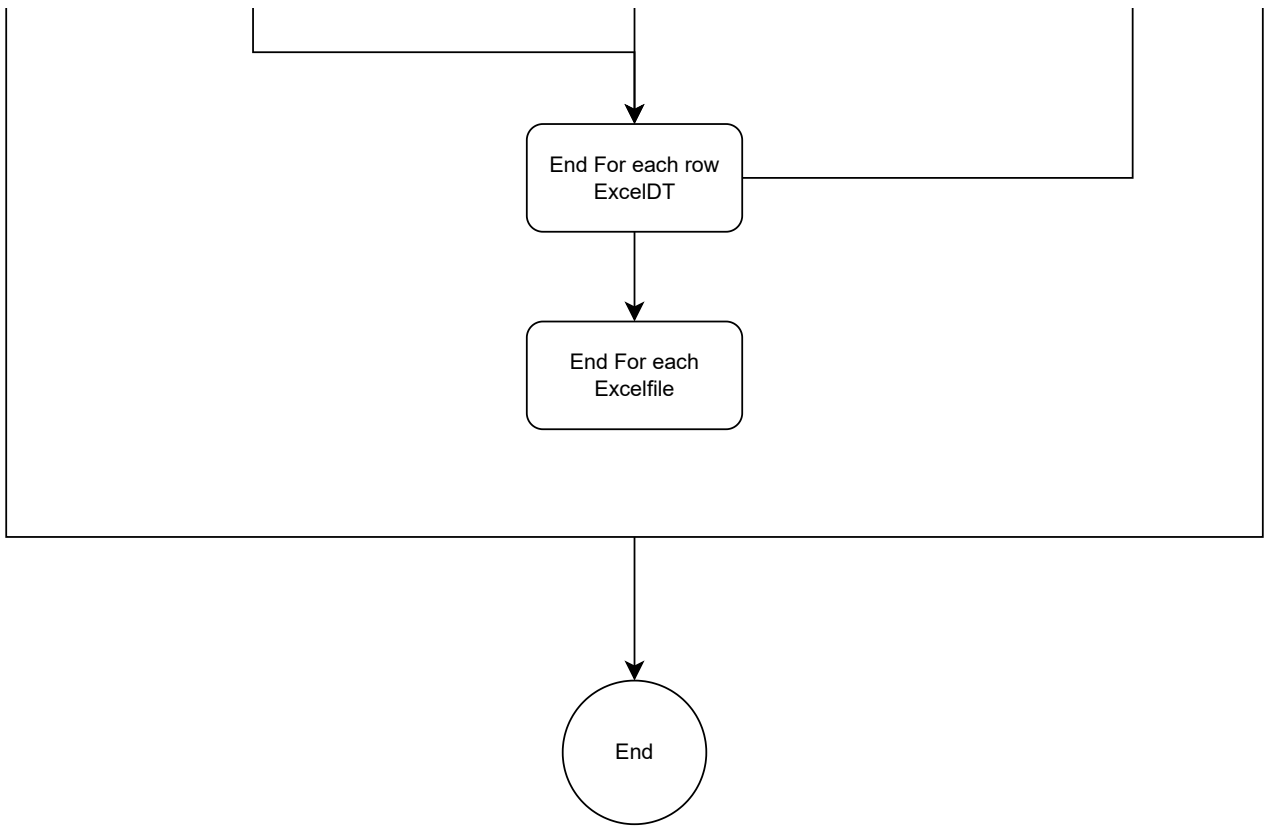 End For each row
ExcelDT
End For each
Excelfile
End